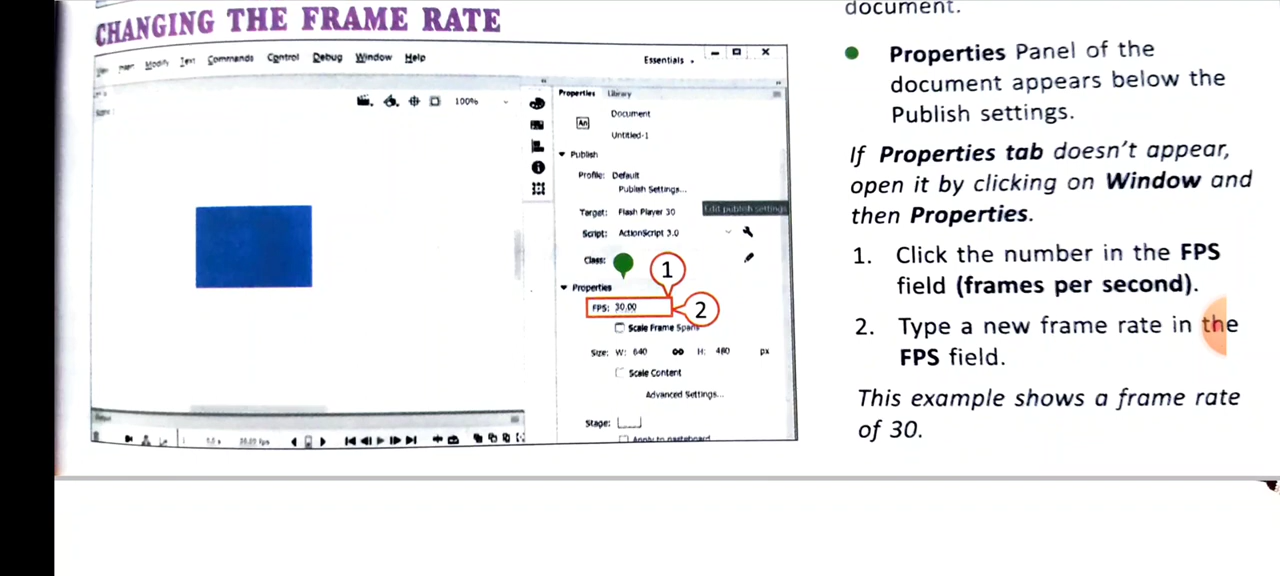 document.
CHANGING THE FRAME RATE
Modify Text Commands Control Debug Window Help
Essentials
100%
Properties Library
An
Document
Untitled-1
Publish
Profile: Default
Publish Settings...
Target: Flash Player 30
Edit publish settings
Script: ActionScript 3.0
Class:
1
Properties
FPS: 30.00
2
Scale Frame Spans
Size: W: 640 H: 480 px
Scale Content
Advanced Settings...
Stage:
Apply to pasteboard
● Properties Panel of the
document appears below the
Publish settings.
If Properties tab doesn't appear,
open it by clicking on Window and
then Properties.
1. Click the number in the FPS
field (frames per second).
2. Type a new frame rate in the
FPS field.
This example shows a frame rate
of 30.